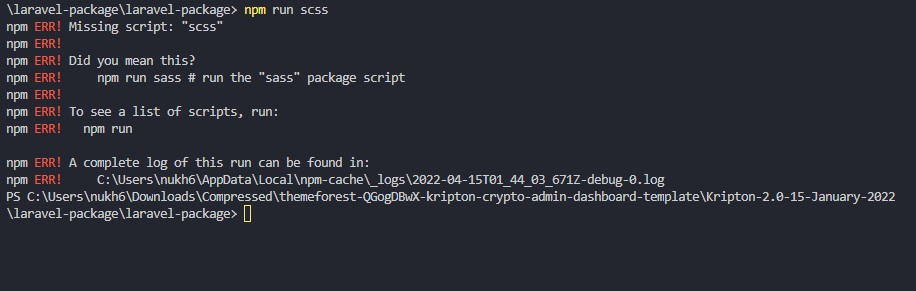 \laravel-package\laravel-package> npm run scss
npm ERR! Missing script: "scss"
npm ERR!
npm ERR! Did you mean this?
npm ERR!     npm run sass # run the "sass" package script
npm ERR!
npm ERR! To see a list of scripts, run:
npm ERR!   npm run
npm ERR! A complete log of this run can be found in:
npm ERR!     C:\Users\nukh6\AppData\Local\npm-cache\_logs\2022-04-15T01_44_03_671Z-debug-0.log
PS C:\Users\nukh6\Downloads\Compressed\themeforest-QGogDBwX-kripton-crypto-admin-dashboard-template\Kripton-2.0-15-January-2022
\laravel-package\laravel-package>